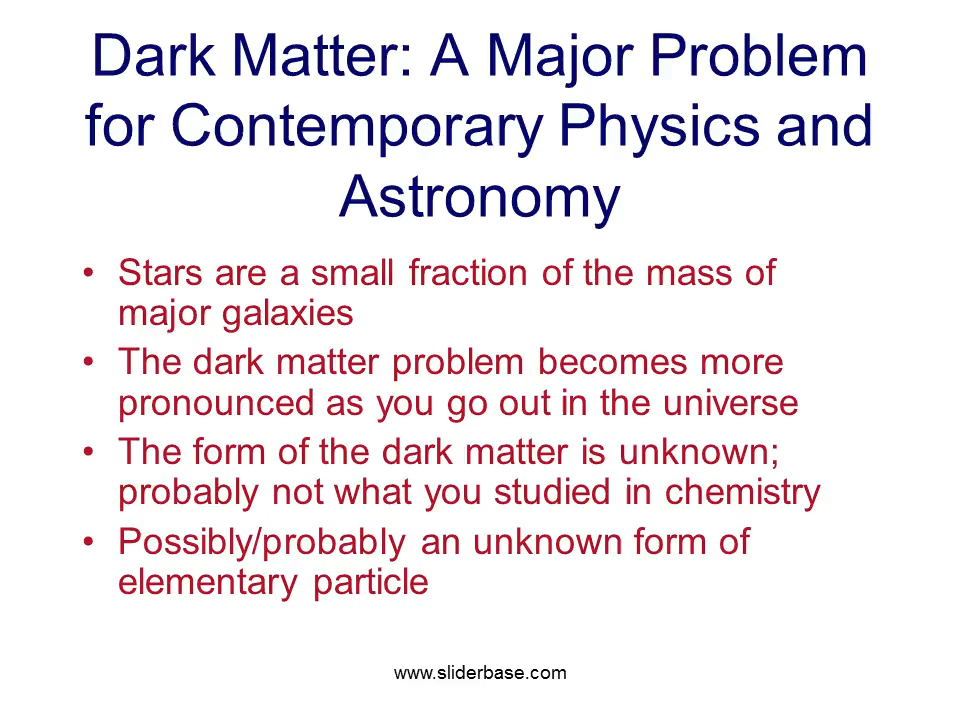 Dark Matter: A Major Problem
for Contemporary Physics and
Astronomy
• Stars are a small fraction of the mass of
major galaxies
• The dark matter problem becomes more
pronounced as you go out in the universe
• The form of the dark matter is unknown;
probably not what you studied in chemistry
• Possibly/probably an unknown form of
elementary particle
www.sliderbase.com